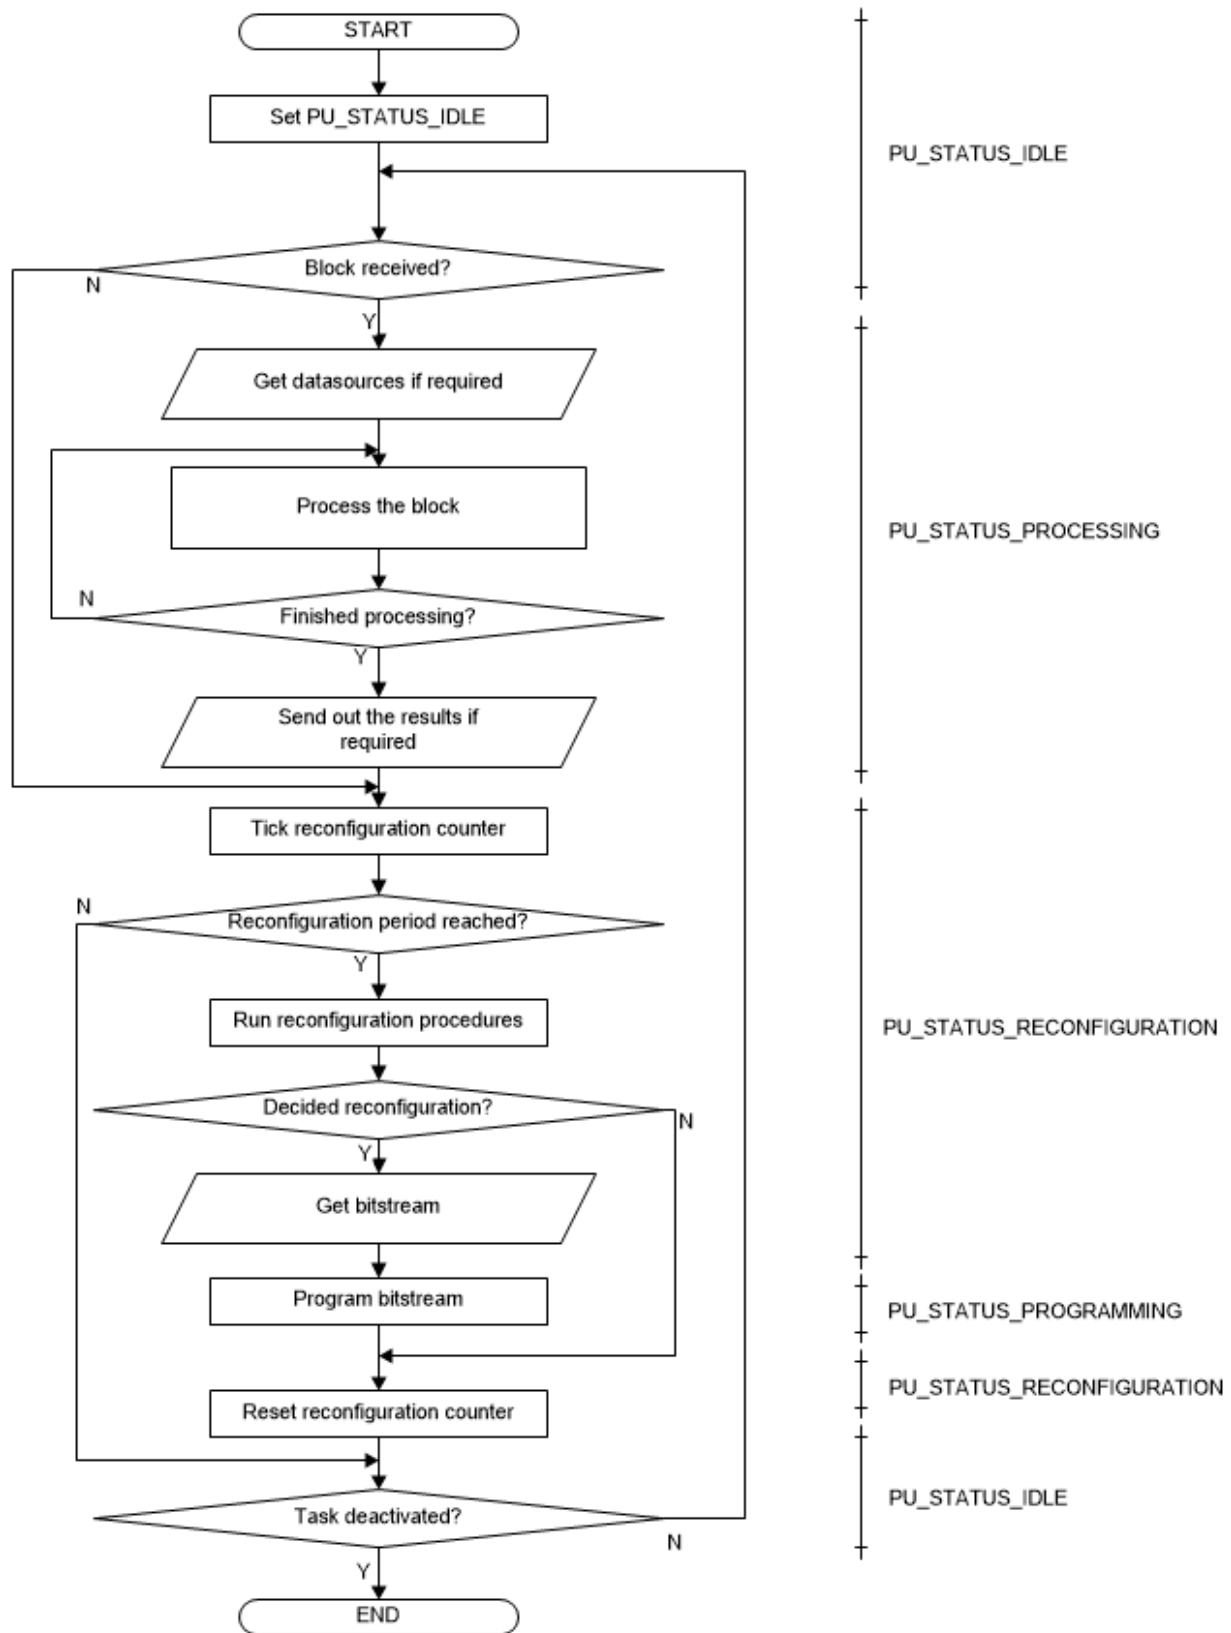 START
Set PU_STATUS_IDLE
PU_STATUS_IDLE
Block received?
N
Y
Get datasources if required
Process the block
PU_STATUS_PROCESSING
N
Finished processing?
Y
Send out the results if
required
Tick reconfiguration counter
N
Reconfiguration period reached?
Y
Run reconfiguration procedures
PU_STATUS_RECONFIGURATION
Decided reconfiguration?
N
Y
Get bitstream
Program bitstream
PU_STATUS_PROGRAMMING
PU_STATUS_RECONFIGURATION
Reset reconfiguration counter
PU_STATUS_IDLE
Task deactivated?
N
Y
END